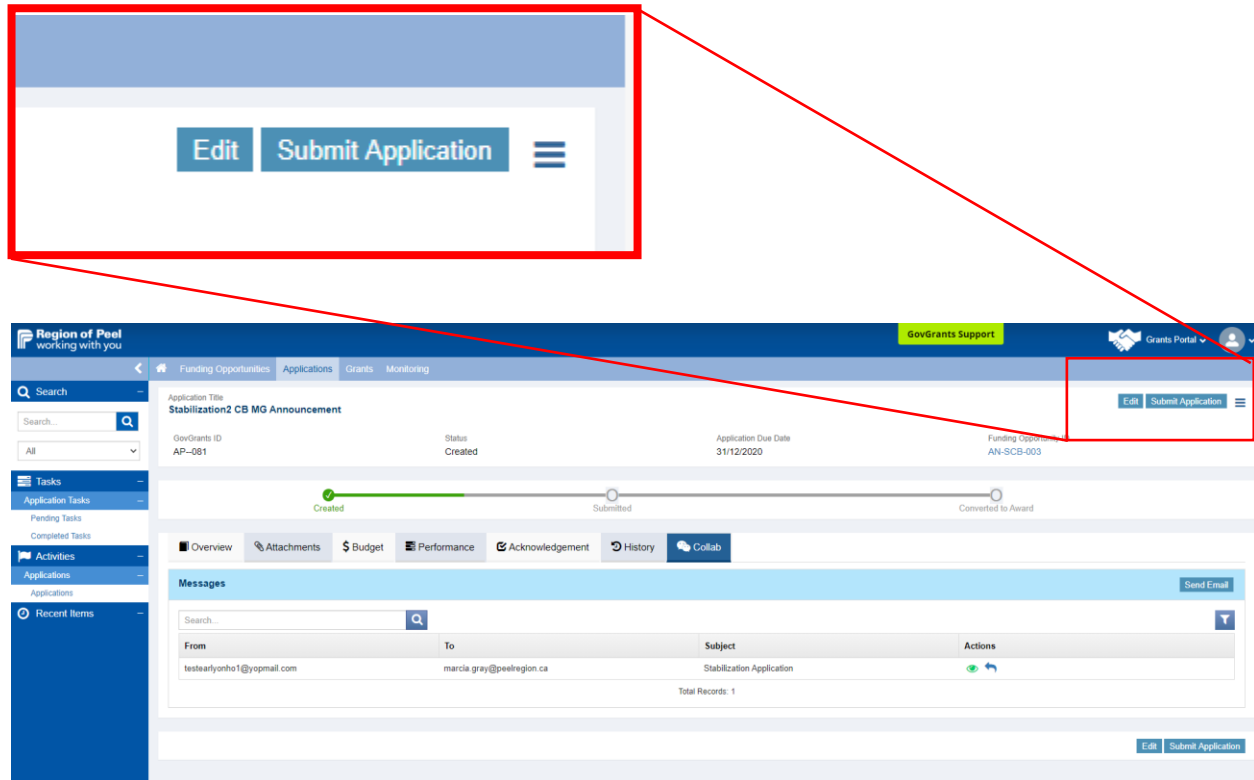 Edit Submit Application
Region of Peel
working with you
GovGrants Support
Grants Portal
Funding Opportunities Applications Grants Monitoring
Search
Search...
All
Tasks
Application Tasks
Pending Tasks
Completed Tasks
Activities
Applications
Applications
Recent Items
Application Title
Stabilization2 CB MG Announcement
Edit Submit Application
GovGrants ID Status Application Due Date Funding Opportunity
AP--081 Created 31/12/2020 AN-SCB-003
Created Submitted Converted to Award
Overview Attachments $ Budget Performance Acknowledgement History Collab
Messages Send Email
Search...
From To Subject Actions
testearlyonho1@yopmail.com marcia.gray@peelregion.ca Stabilization Application
Total Records: 1
Edit Submit Application